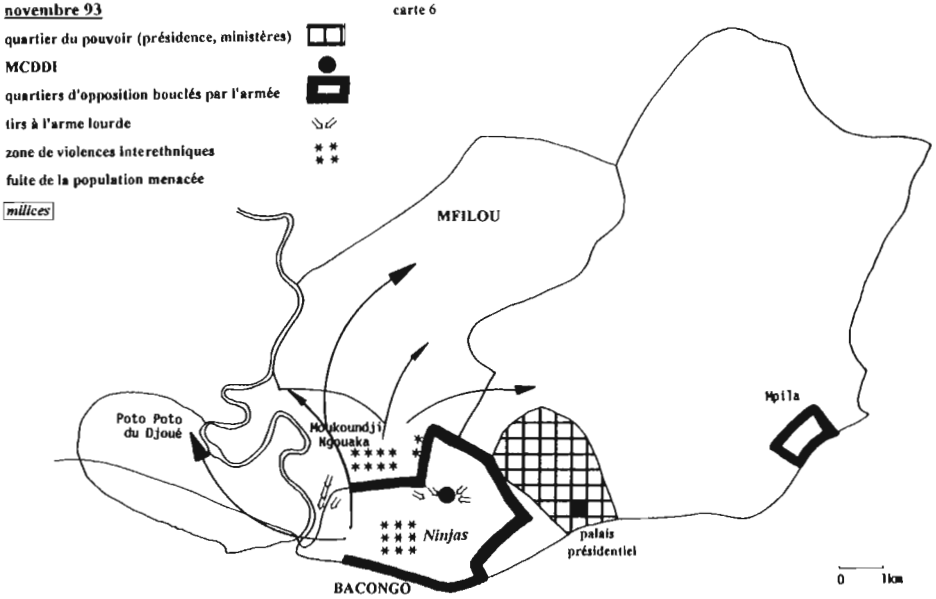 novembre 93
carte 6
quartier du pouvoir (présidence, ministères)
MCDDI
quartiers d'opposition bouclés par l'armée
tirs à l'arme lourde
zone de violences interethniques
fuite de la population menacée
milices
MFILOU
Mpila
Poto Poto
du Djoué
Moukoundji
Ngouaka
Ninjas
palais
présidentiel
BACONGO
0 1km